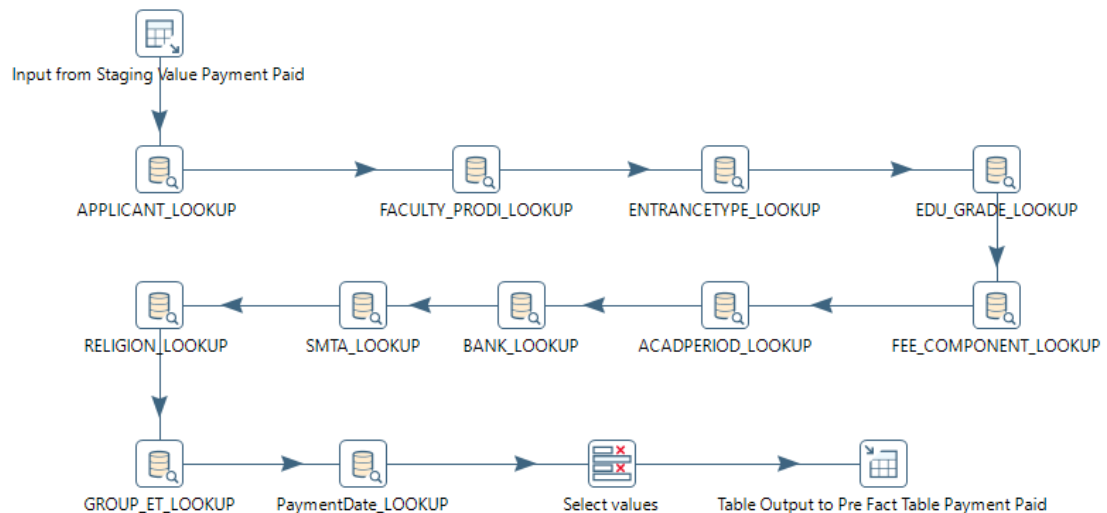 Input from Staging Value Payment Paid
APPLICANT_LOOKUP
FACULTY_PRODI_LOOKUP
ENTRANCETYPE_LOOKUP
EDU_GRADE_LOOKUP
RELIGION_LOOKUP
SMTA_LOOKUP
BANK_LOOKUP
ACADPERIOD_LOOKUP
FEE_COMPONENT_LOOKUP
GROUP_ET_LOOKUP
PaymentDate_LOOKUP
Select values
Table Output to Pre Fact Table Payment Paid